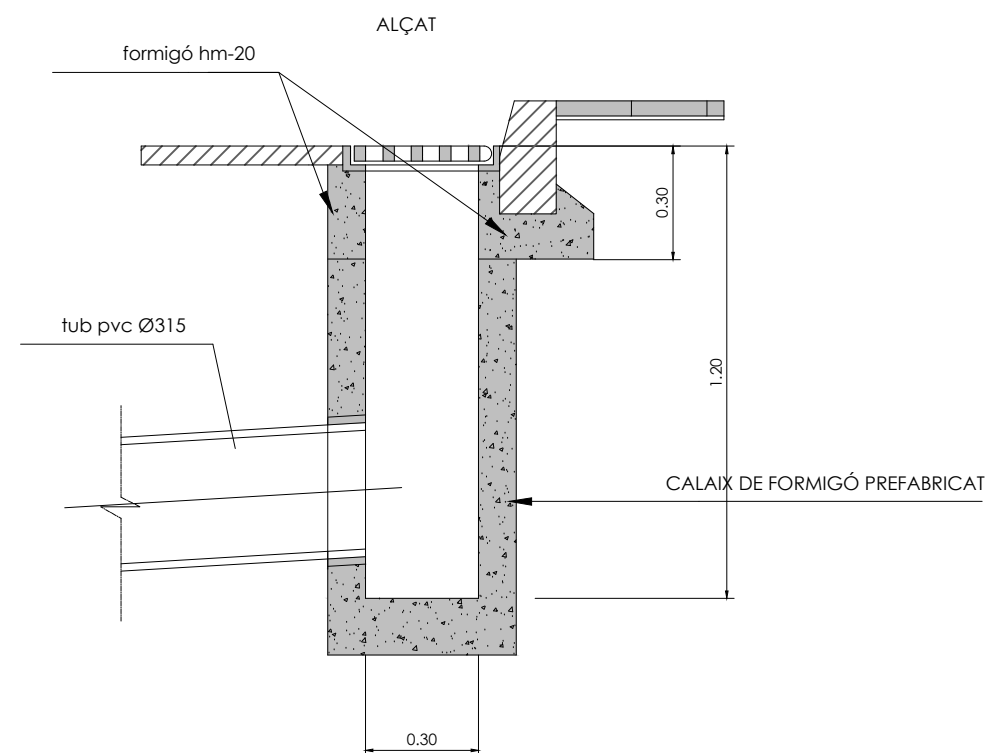 ALÇAT
formigó hm-20
0.30
tub pvc Ø315
1.20
CALAIX DE FORMIGÓ PREFABRICAT
0.30